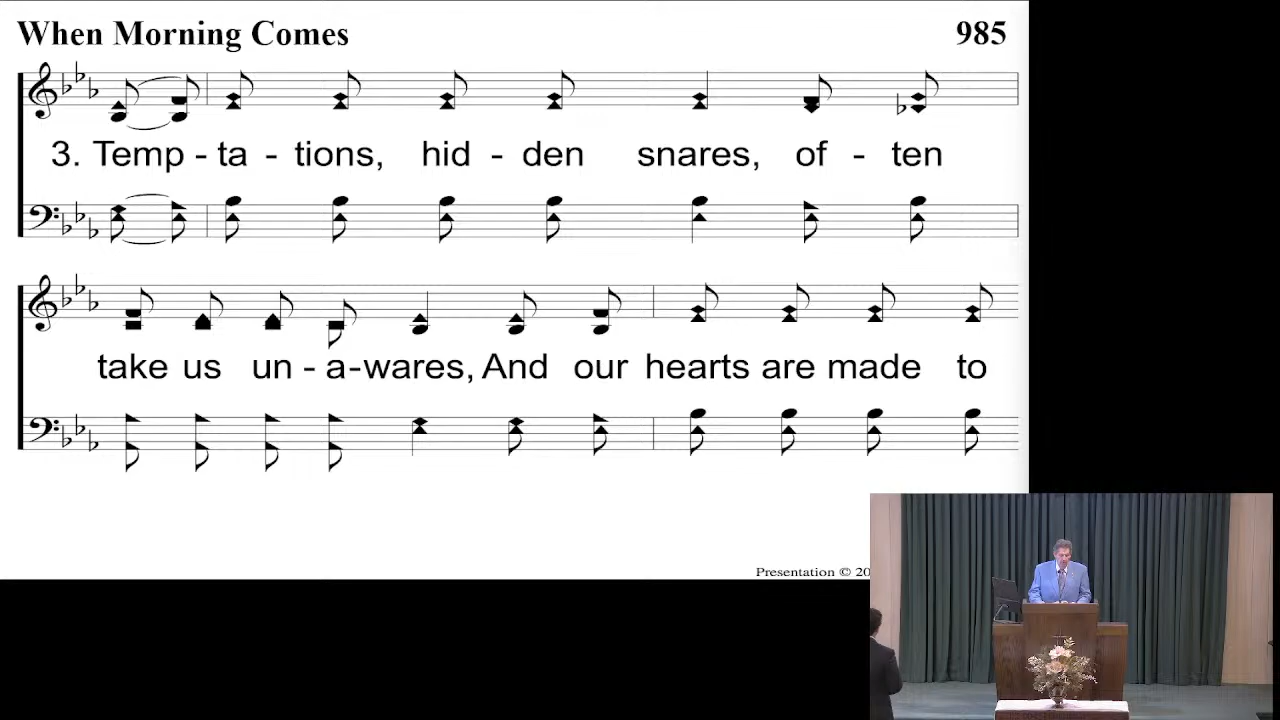 When Morning Comes 985
3. Temp - ta - tions, hid - den snares, of - ten
take us un - a-wares, And our hearts are made to
Presentation © 20